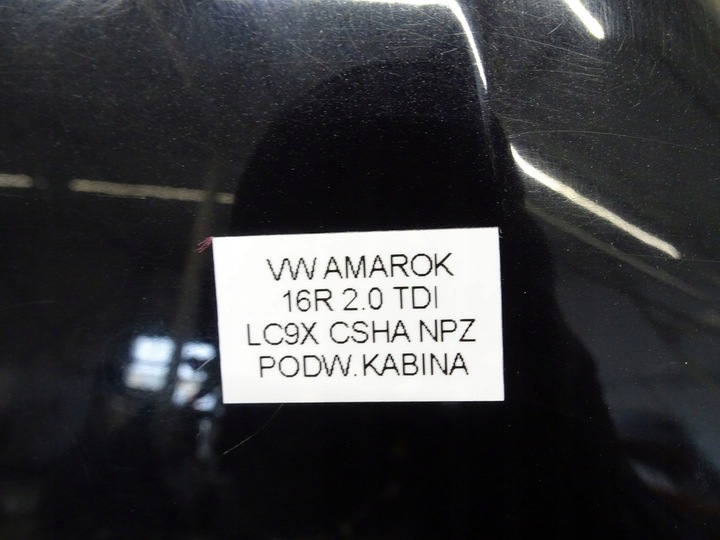 VW AMAROK
16R 2.0 TDI
LC9X CSHA NPZ
PODW.KABINA